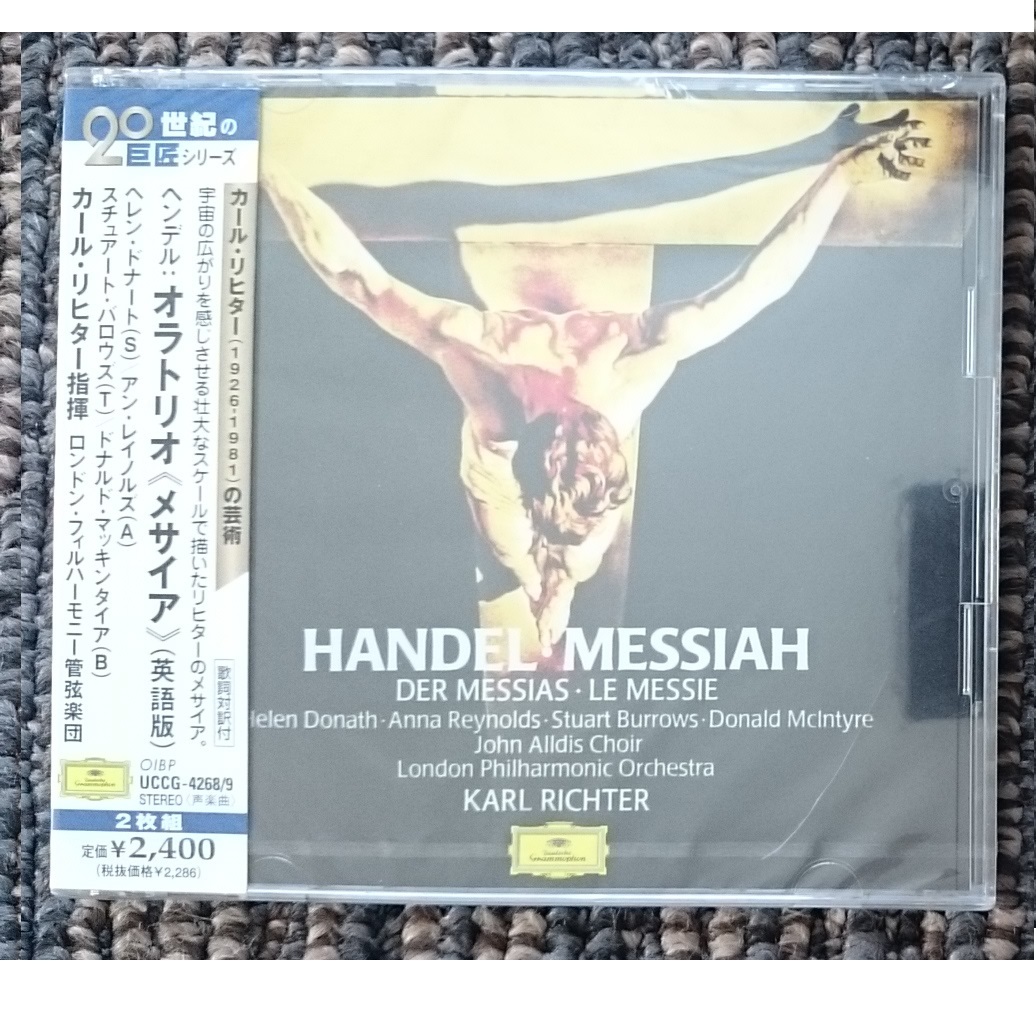 20世紀の
巨匠シリーズ
カール・リヒター(1926-1981)の芸術
宇宙の広がりを感じさせる壮大なスケールで描いたリヒターのメサイア。
歌詞対訳付
ヘンデル:オラトリオ《メサイア》(英語版)
ヘレン・ドナート(S)/アン・レイノルズ(A)
スチュアート・バロウズ(T)/ドナルド・マッキンタイア(B)
カール・リヒター指揮 ロンドン・フィルハーモニー管弦楽団
Deutsche
Grammophon
OIBP
UCCG-4268/9
STEREO〈声楽曲〉
2枚組
定価¥2,400
(税抜価格¥2,286)
HANDEL·MESSIAH
DER MESSIAS·LE MESSIE
Helen Donath·Anna Reynolds·Stuart Burrows·Donald McIntyre
John Alldis Choir
London Philharmonic Orchestra
KARL RICHTER
Deutsche
Grammophon